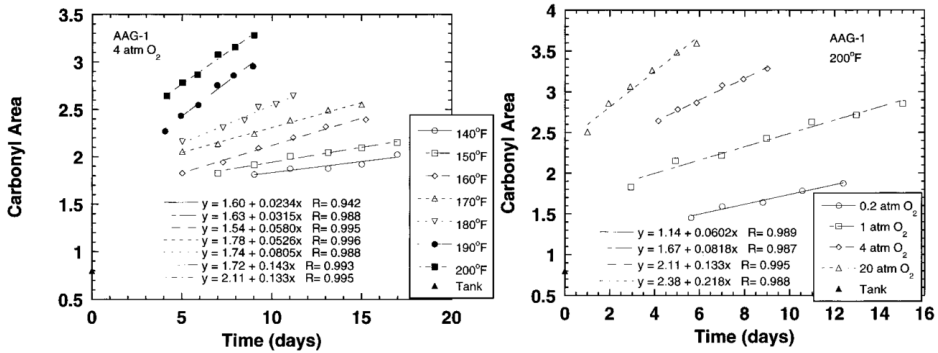 3.5
3
2.5
2
1.5
1
0.5
Carbonyl Area
AAG-1
4 atm O2
140°F
150°F
160°F
170°F
180°F
190°F
200°F
Tank
y = 1.60 + 0.0234x R= 0.942
y = 1.63 + 0.0315x R= 0.988
y = 1.54 + 0.0580x R= 0.995
y = 1.78 + 0.0526x R= 0.996
y = 1.74 + 0.0805x R= 0.988
y = 1.72 + 0.143x R= 0.993
y = 2.11 + 0.133x R= 0.995
0 5 10 15 20
Time (days)
4
3.5
3
2.5
2
1.5
1
0.5
Carbonyl Area
AAG-1
200°F
0.2 atm O2
1 atm O2
4 atm O2
20 atm O2
Tank
y = 1.14 + 0.0602x R= 0.989
y = 1.67 + 0.0818x R= 0.987
y = 2.11 + 0.133x R= 0.995
y = 2.38 + 0.218x R= 0.988
0 2 4 6 8 10 12 14 16
Time (days)